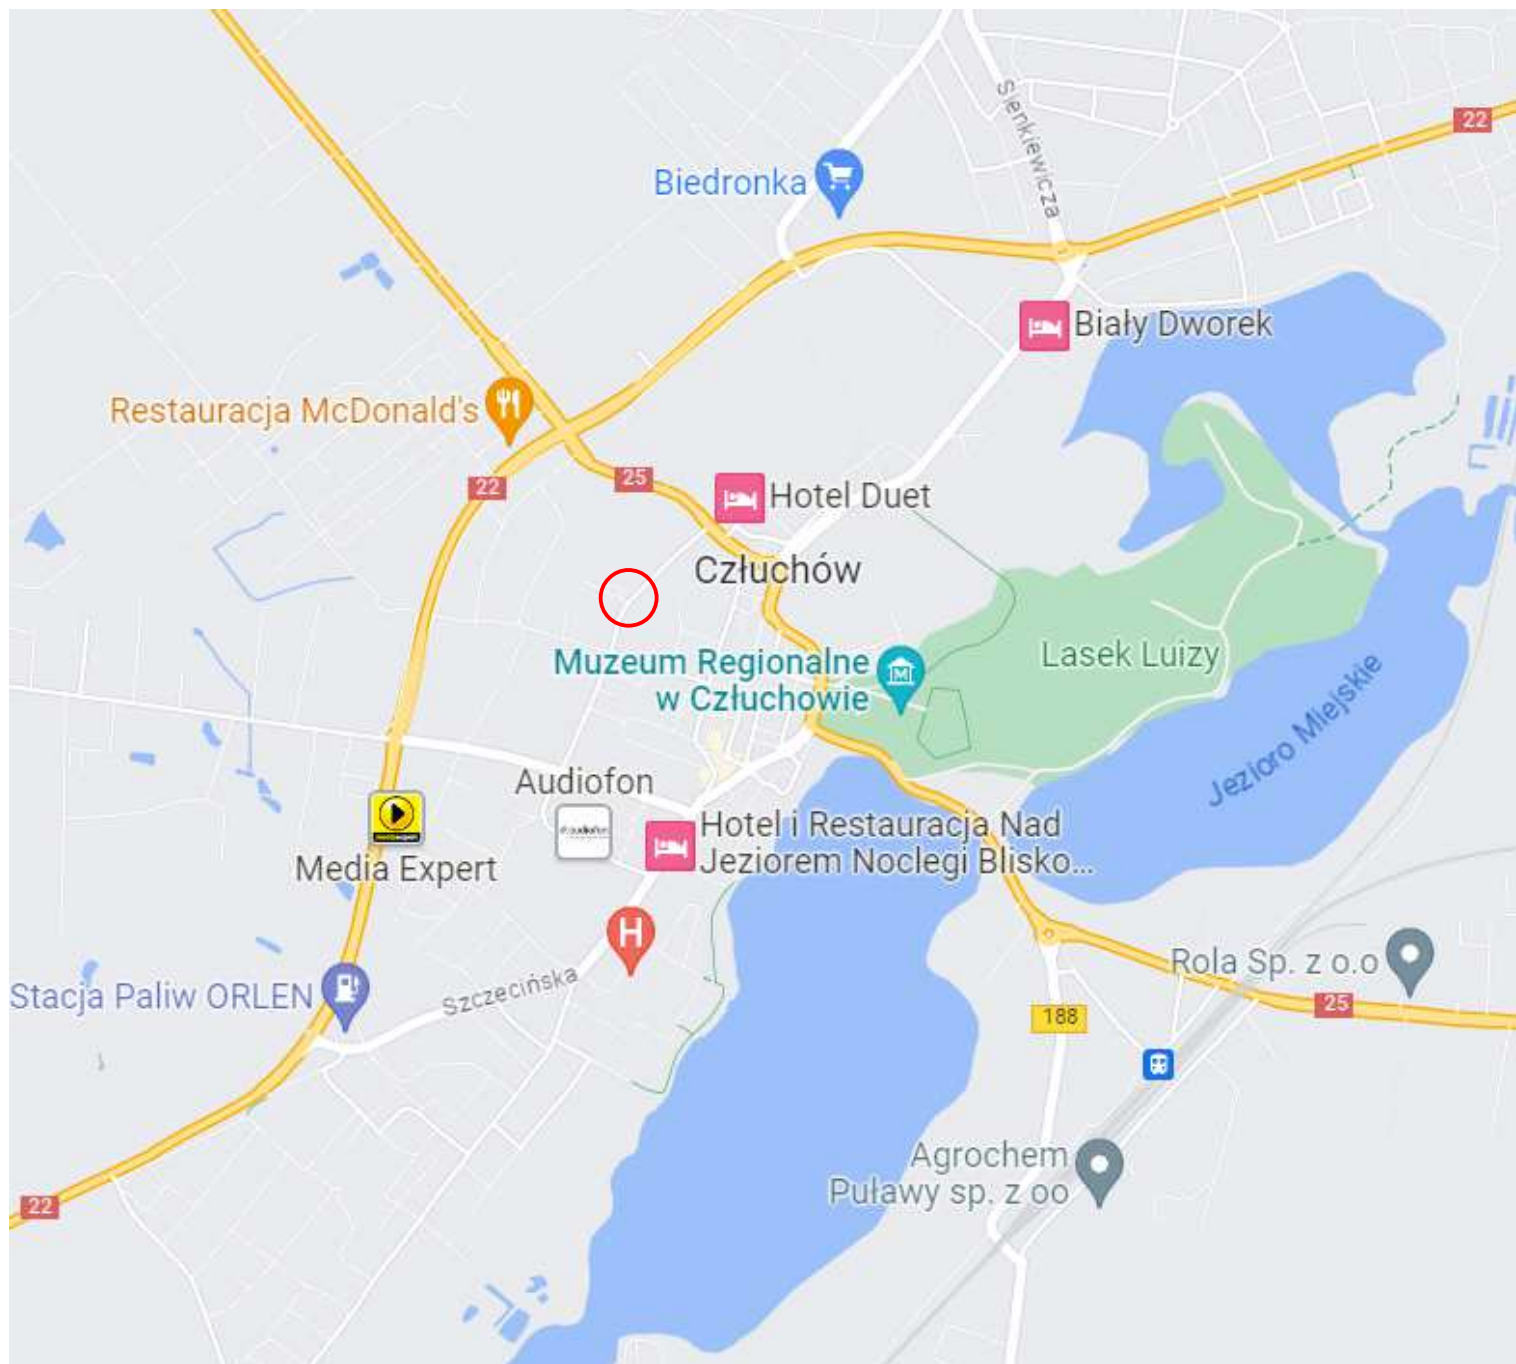 22
Sienkiewicza
Biedronka
Biały Dworek
Restauracja McDonald's
22
25
Hotel Duet
Człuchów
Muzeum Regionalne
w Człuchowie
Lasek Luizy
Jezioro Miejskie
Audiofon
audiofon
Hotel i Restauracja Nad
Jeziorem Noclegi Blisko...
Media Expert
H
Rola Sp. z o.o
Stacja Paliw ORLEN
Szczecińska
188
25
Agrochem
Puławy sp. z oo
22